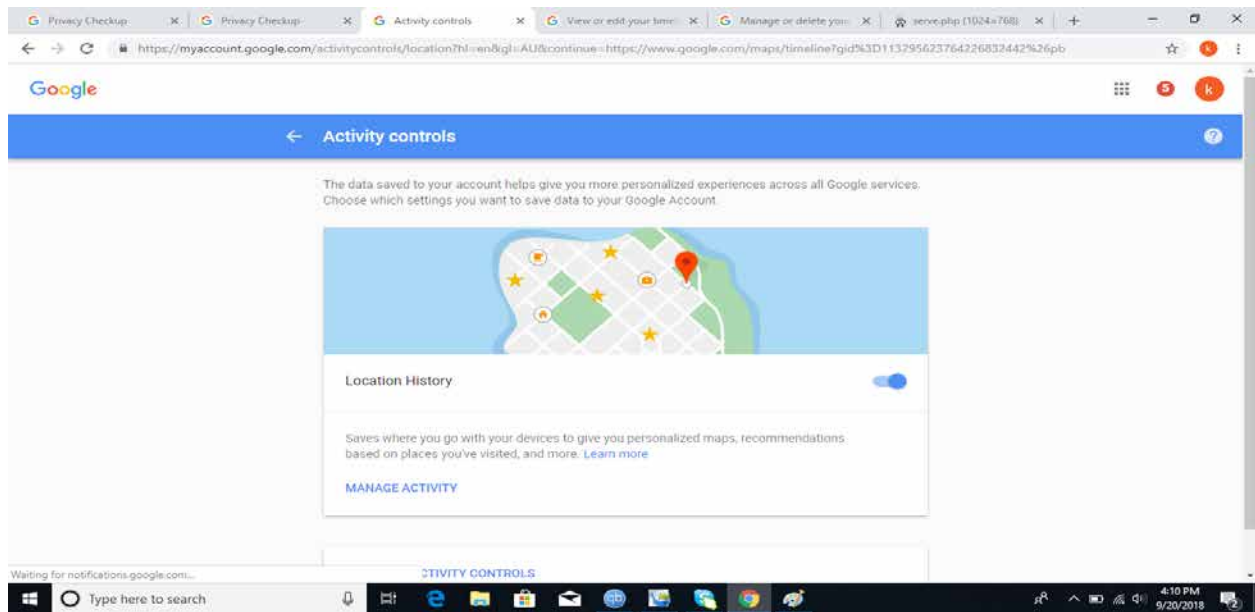 Privacy Checkup
Privacy Checkup
Activity controls
View or edit your time
Manage or delete your
serve.php (1024×768)
https://myaccount.google.com/activitycontrols/location?hl=en&gl=AU&continue=https://www.google.com/maps/timeline?gid%3D113295623764226832442%26pb
Google
5
k
Activity controls
The data saved to your account helps give you more personalized experiences across all Google services.
Choose which settings you want to save data to your Google Account.
Location History
Saves where you go with your devices to give you personalized maps, recommendations
based on places you've visited, and more. Learn more
MANAGE ACTIVITY
Waiting for notifications.google.com...
CTIVITY CONTROLS
Type here to search
4:10 PM
9/20/2018